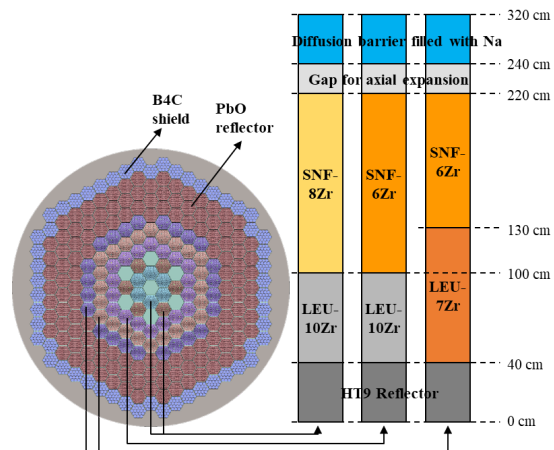 320 cm
Diffusion barrier filled with Na
240 cm
Gap for axial expansion
220 cm
B4C
shield
PbO
reflector
SNF-
8Zr
SNF-
6Zr
SNF-
6Zr
130 cm
100 cm
LEU-
10Zr
LEU-
10Zr
LEU-
7Zr
40 cm
HT9 Reflector
0 cm